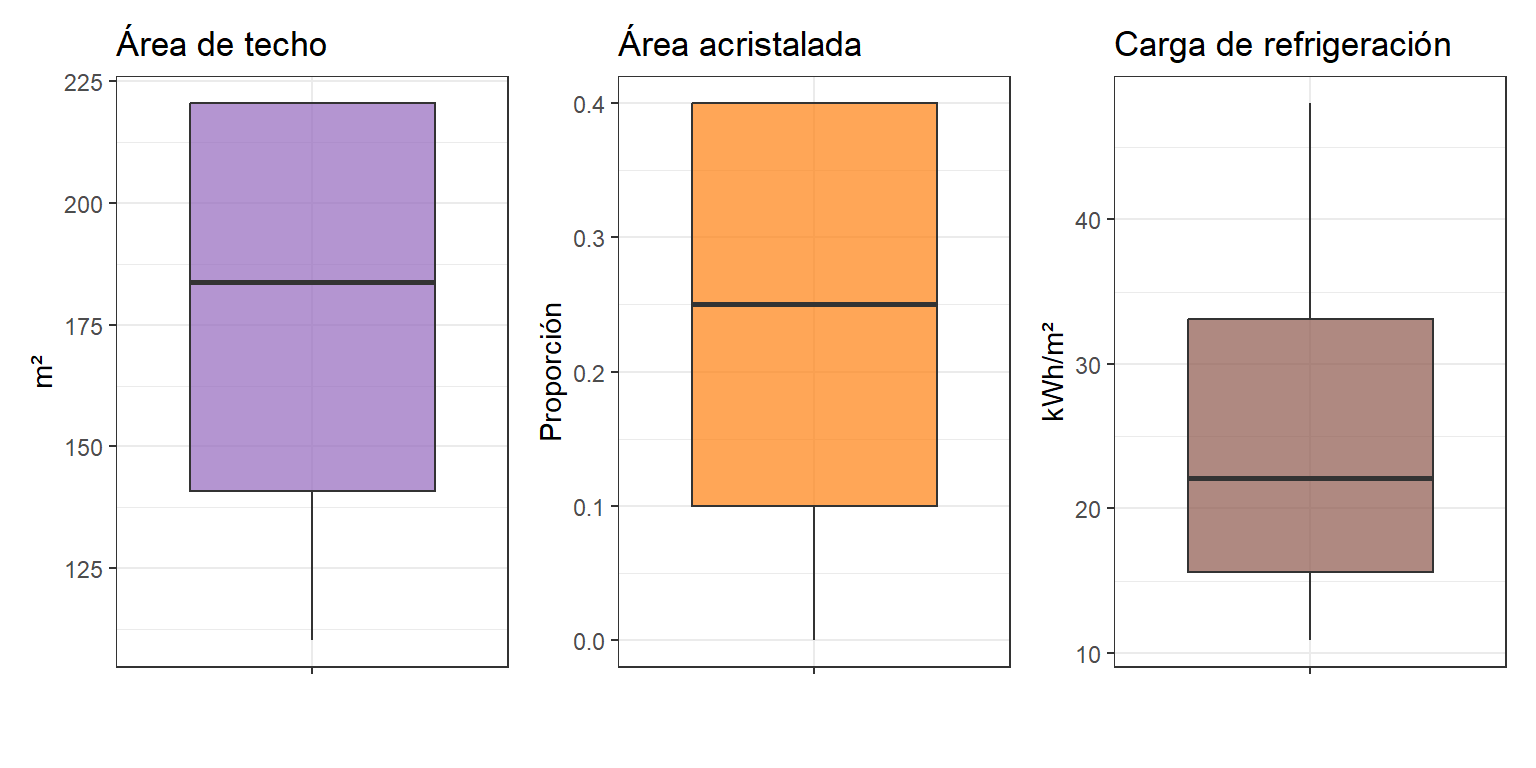 Área de techo
m²
225
200
175
150
125
Área acristalada
Proporción
0.4
0.3
0.2
0.1
0.0
Carga de refrigeración
kWh/m²
40
30
20
10